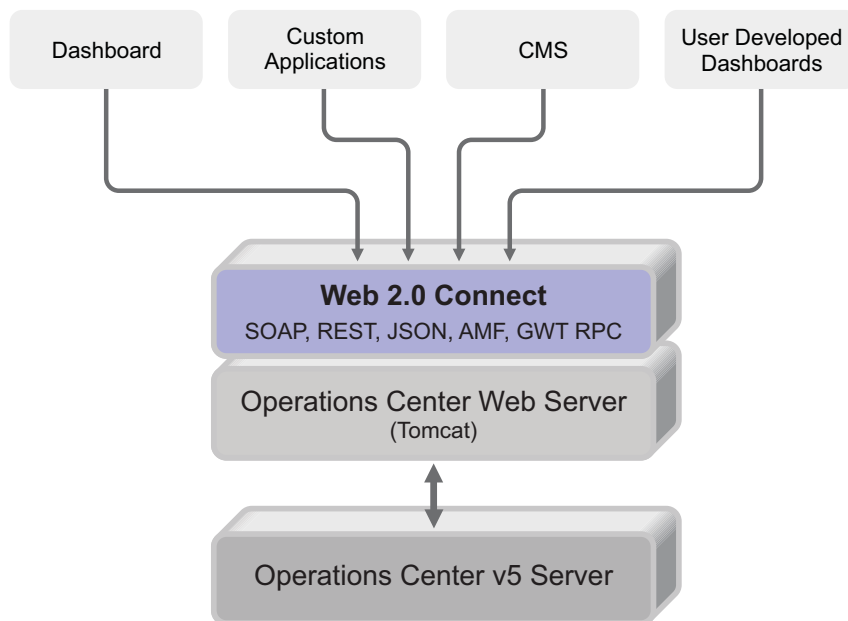 Dashboard
Custom
Applications
CMS
User Developed
Dashboards
Web 2.0 Connect
SOAP, REST, JSON, AMF, GWT RPC
Operations Center Web Server
(Tomcat)
Operations Center v5 Server